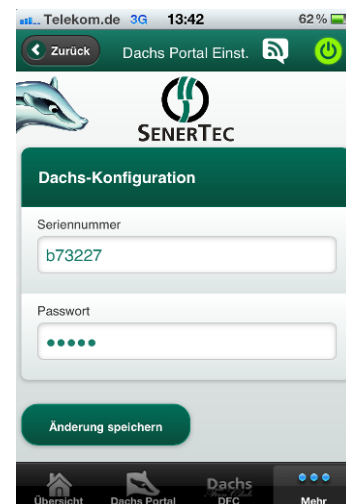 Telekom.de 3G 13:42 62 %
Zurück Dachs Portal Einst.
SENERTEC
Dachs-Konfiguration
Seriennummer
b73227
Passwort
•••••
Änderung speichern
Dachs
Übersicht Dachs Portal DFC Mehr